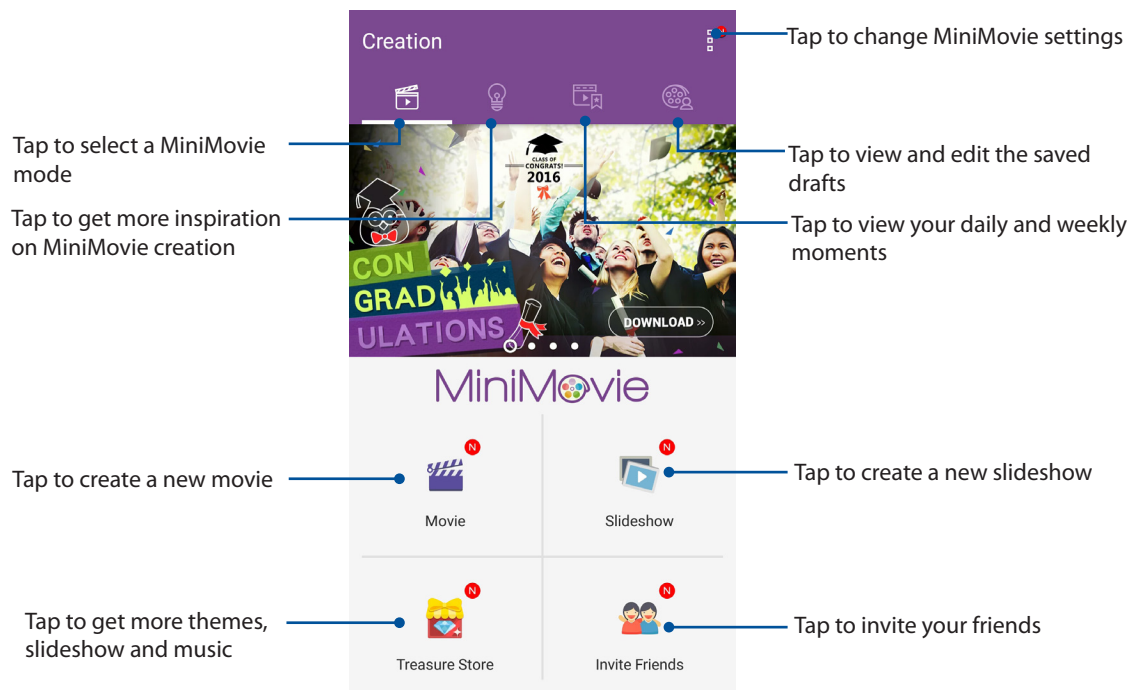 Creation
N
Tap to change MiniMovie settings
Tap to select a MiniMovie
mode
Tap to get more inspiration
on MiniMovie creation
Tap to view and edit the saved
drafts
Tap to view your daily and weekly
moments
CLASS OF
CONGRATS!
2016
CON
GRAD
ULATIONS
DOWNLOAD >>
MiniMovie
N
N
Tap to create a new movie
Tap to create a new slideshow
Movie
Slideshow
N
N
Tap to get more themes,
slideshow and music
Tap to invite your friends
Treasure Store
Invite Friends